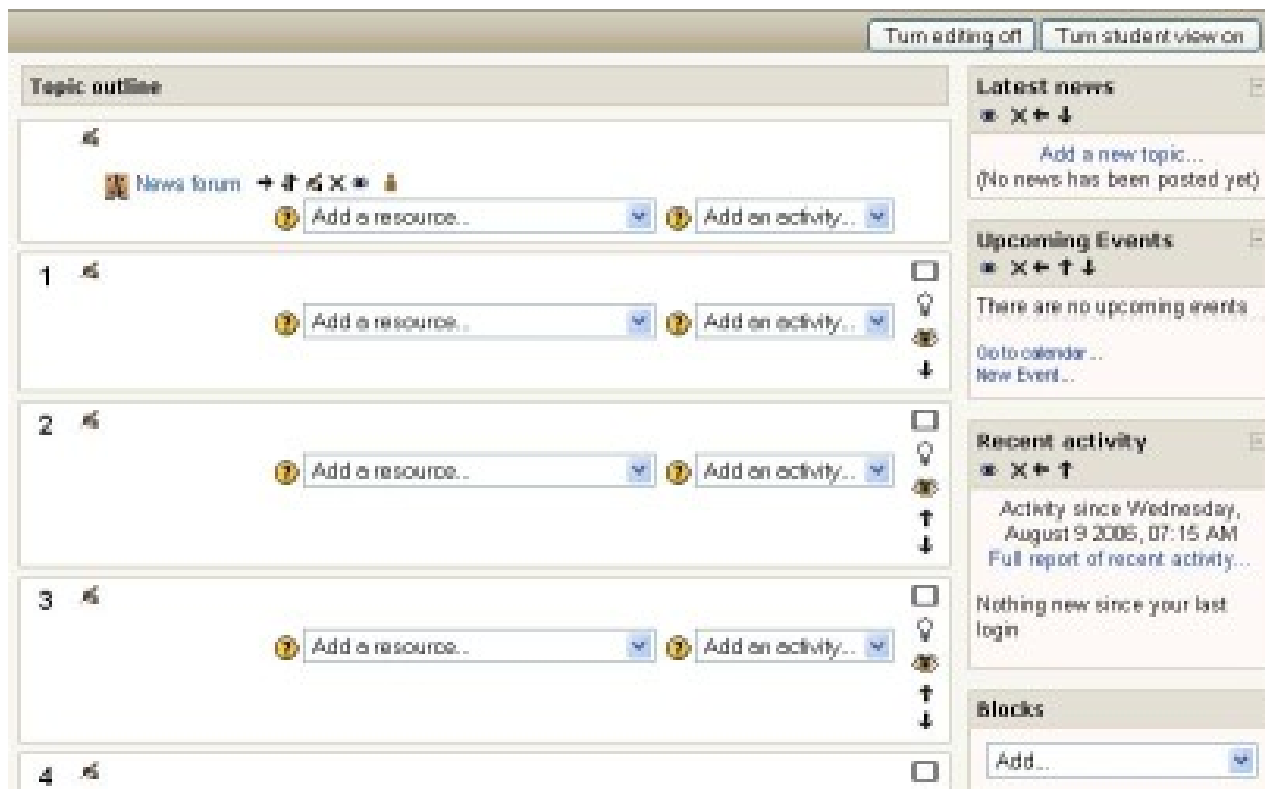 Turn editing off
Turn student view on
Topic outline
News forum
Add a resource...
Add an activity...
1
Add a resource...
Add an activity...
2
Add a resource...
Add an activity...
3
Add a resource...
Add an activity...
4
Latest news
Add a new topic...
(No news has been posted yet)
Upcoming Events
There are no upcoming events
Go to calendar...
New Event...
Recent activity
Activity since Wednesday,
August 9 2006, 07:15 AM
Full report of recent activity...
Nothing new since your last
login
Blocks
Add...